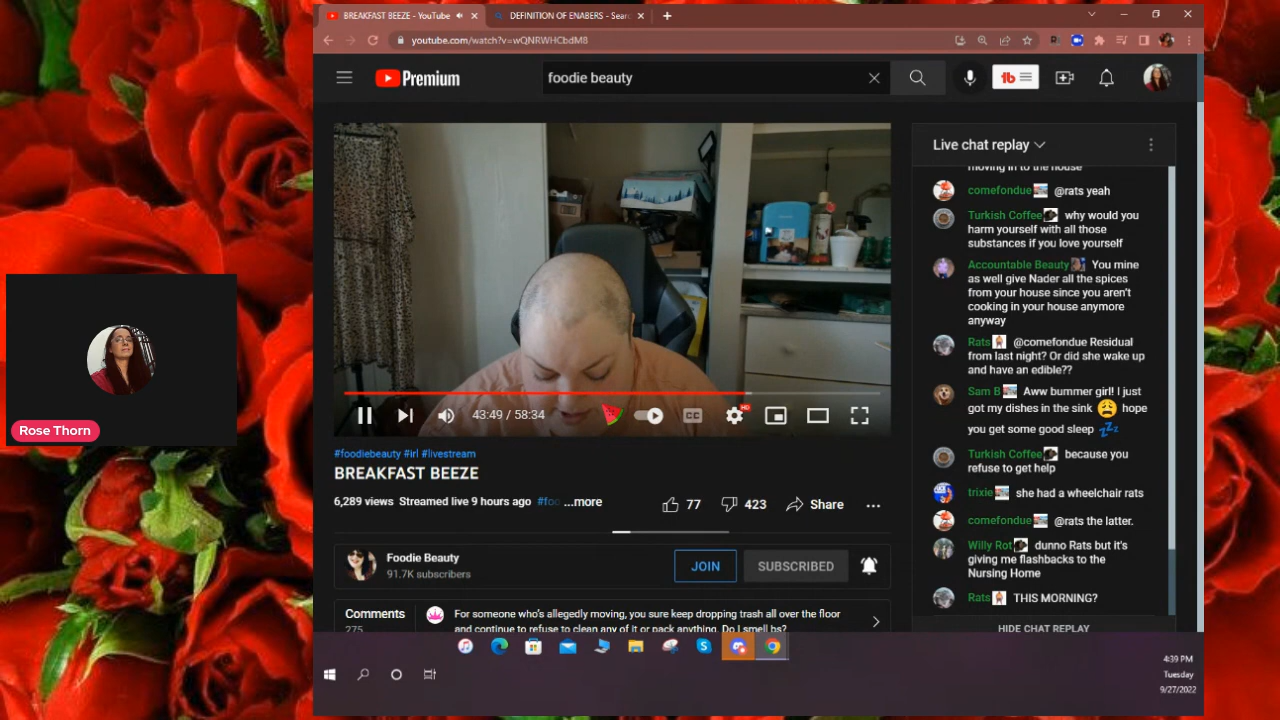 BREAKFAST BEEZE - YouTube
DEFINITION OF ENABERS - Sear
youtube.com/watch?v=wQNRWHCbdM8
Premium
foodie beauty
Live chat replay
moving in to the house
comefondue @rats yeah
Turkish Coffee why would you
harm yourself with all those
substances if you love yourself
Accountable Beauty You mine
as well give Nader all the spices
from your house since you aren't
cooking in your house anymore
anyway
Rats @comefondue Residual
from last night? Or did she wake up
and have an edible??
Sam B Aww bummer girl! I just
got my dishes in the sink hope
you get some good sleep
Turkish Coffee because you
refuse to get help
trixie she had a wheelchair rats
comefondue @rats the latter.
Willy Rot dunno Rats but it's
giving me flashbacks to the
Nursing Home
Rats THIS MORNING?
HIDE CHAT REPLAY
43:49 / 58:34
CC
HD
#foodiebeauty #irl #livestream
BREAKFAST BEEZE
6,289 views Streamed live 9 hours ago #foo ...more
77
423
Share
Foodie Beauty
91.7K subscribers
JOIN
SUBSCRIBED
Comments
275
For someone who's allegedly moving, you sure keep dropping trash all over the floor
and continue to refuse to clean any of it or pack anything. Do I smell bs?
Rose Thorn
4:39 PM
Tuesday
9/27/2022